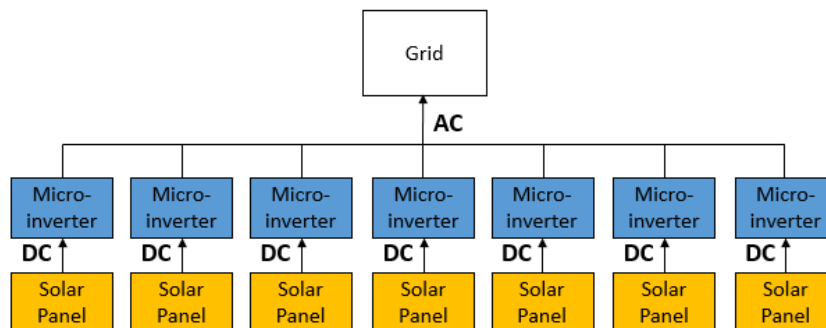 Grid
AC
Micro- Micro- Micro- Micro- Micro- Micro- Micro-
inverter inverter inverter inverter inverter inverter inverter
DC DC DC DC DC DC DC
Solar Solar Solar Solar Solar Solar Solar
Panel Panel Panel Panel Panel Panel Panel